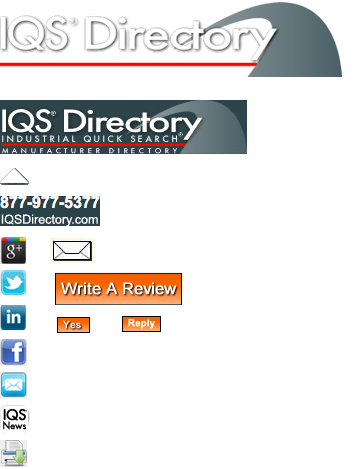 IQS® Directory
IQS® Directory
INDUSTRIAL QUICK SEARCH®
MANUFACTURER DIRECTORY
877-977-5377
IQSDirectory.com
g+
Write A Review
in
Yes Reply
f
IQS
News